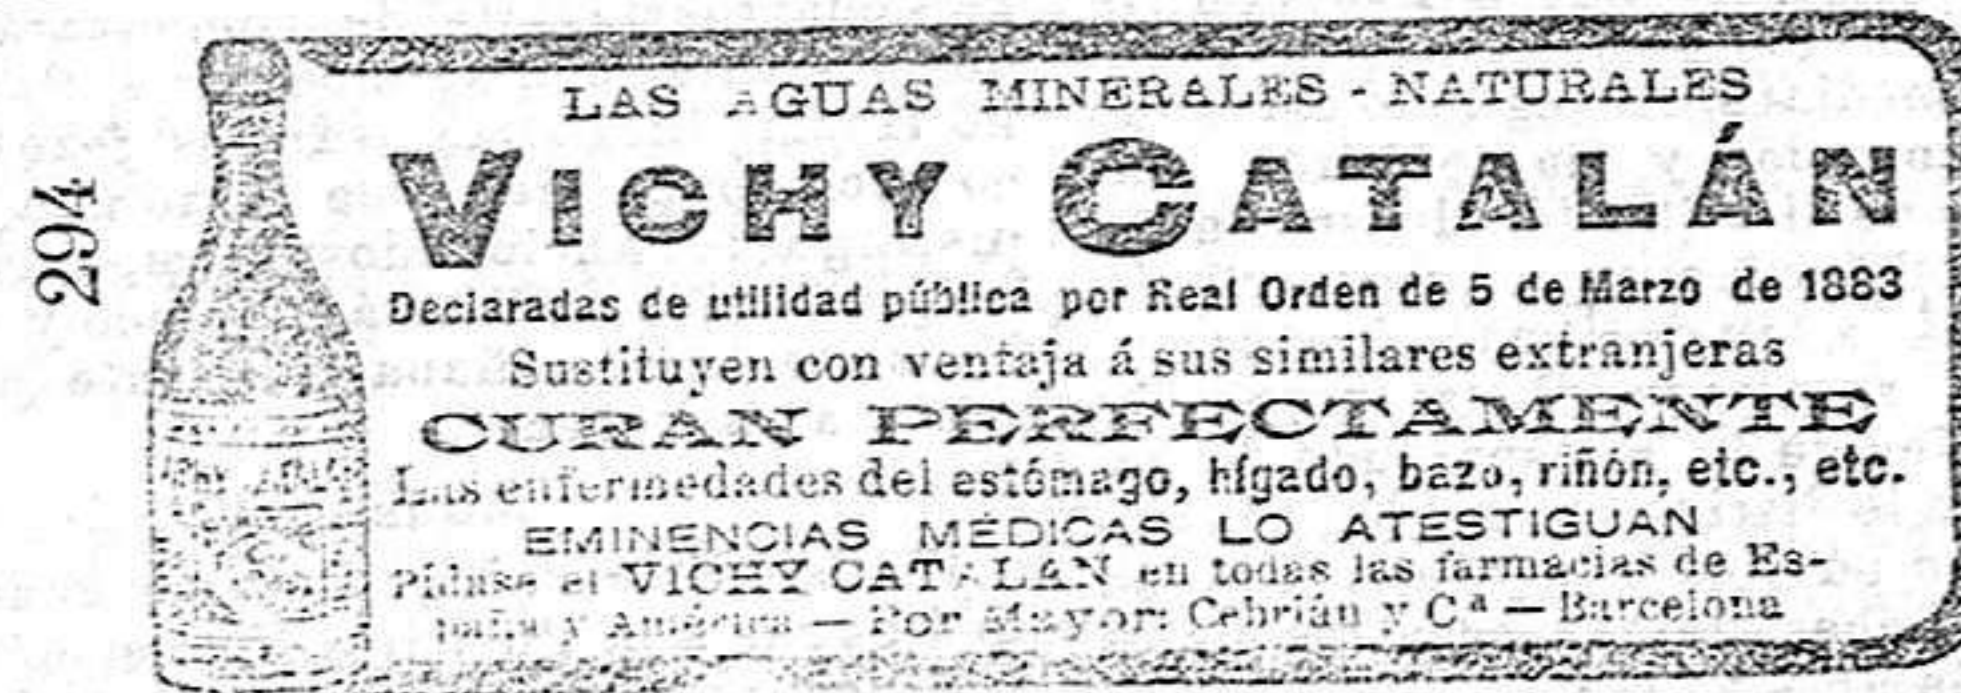 294
LAS AGUAS MINERALES - NATURALES
VICHY CATALÁN
Declaradas de utilidad pública por Real Orden de 5 de Marzo de 1883
Sustituyen con ventaja á sus similares extranjeras
CURAN PERFECTAMENTE
Las enfermedades del estómago, hígado, bazo, riñón, etc., etc.
EMINENCIAS MÉDICAS LO ATESTIGUAN
Pídase el VICHY CATALAN en todas las farmacias de Es-
paña y América — Por Mayor: Cebrián y Cª — Barcelona